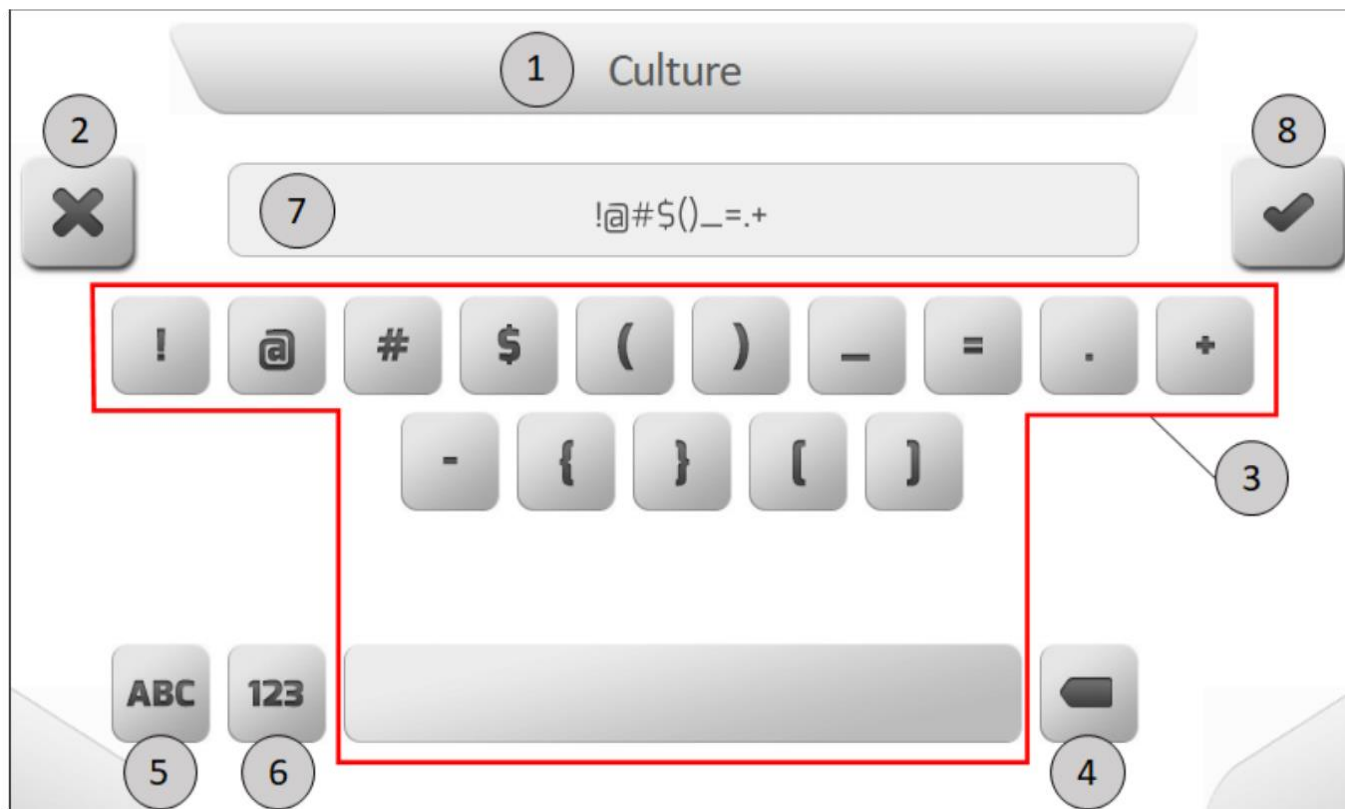 1 Culture
2
8
7 !@#$()_=.+
! @ # $ ( ) _ = . +
- { } [ ]
3
ABC 123
5 6 4